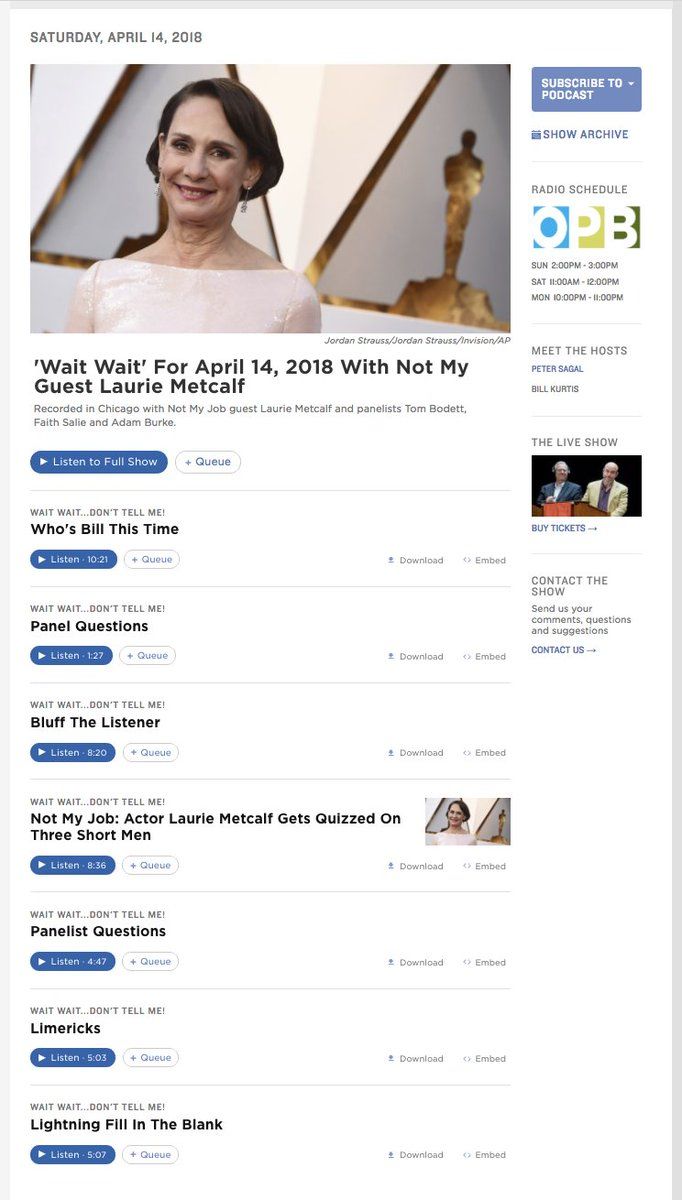 SATURDAY, APRIL 14, 2018
Jordan Strauss/Jordan Strauss/Invision/AP
'Wait Wait' For April 14, 2018 With Not My
Guest Laurie Metcalf
Recorded in Chicago with Not My Job guest Laurie Metcalf and panelists Tom Bodett,
Faith Salie and Adam Burke.
Listen to Full Show
+ Queue
WAIT WAIT...DON'T TELL ME!
Who's Bill This Time
Listen · 10:21
+ Queue
Download
Embed
WAIT WAIT...DON'T TELL ME!
Panel Questions
Listen · 1:27
+ Queue
Download
Embed
WAIT WAIT...DON'T TELL ME!
Bluff The Listener
Listen · 8:20
+ Queue
Download
Embed
WAIT WAIT...DON'T TELL ME!
Not My Job: Actor Laurie Metcalf Gets Quizzed On
Three Short Men
Listen · 8:36
+ Queue
Download
Embed
WAIT WAIT...DON'T TELL ME!
Panelist Questions
Listen · 4:47
+ Queue
Download
Embed
WAIT WAIT...DON'T TELL ME!
Limericks
Listen · 5:03
+ Queue
Download
Embed
WAIT WAIT...DON'T TELL ME!
Lightning Fill In The Blank
Listen · 5:07
+ Queue
Download
Embed
SUBSCRIBE TO
PODCAST
SHOW ARCHIVE
RADIO SCHEDULE
OPB
SUN 2:00PM - 3:00PM
SAT 11:00AM - 12:00PM
MON 10:00PM - 11:00PM
MEET THE HOSTS
PETER SAGAL
BILL KURTIS
THE LIVE SHOW
BUY TICKETS →
CONTACT THE
SHOW
Send us your
comments, questions
and suggestions
CONTACT US →